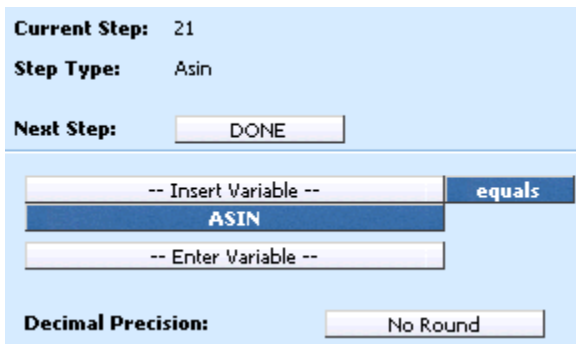 Current Step: 21
Step Type: Asin
Next Step: DONE
-- Insert Variable -- equals
ASIN
-- Enter Variable --
Decimal Precision: No Round